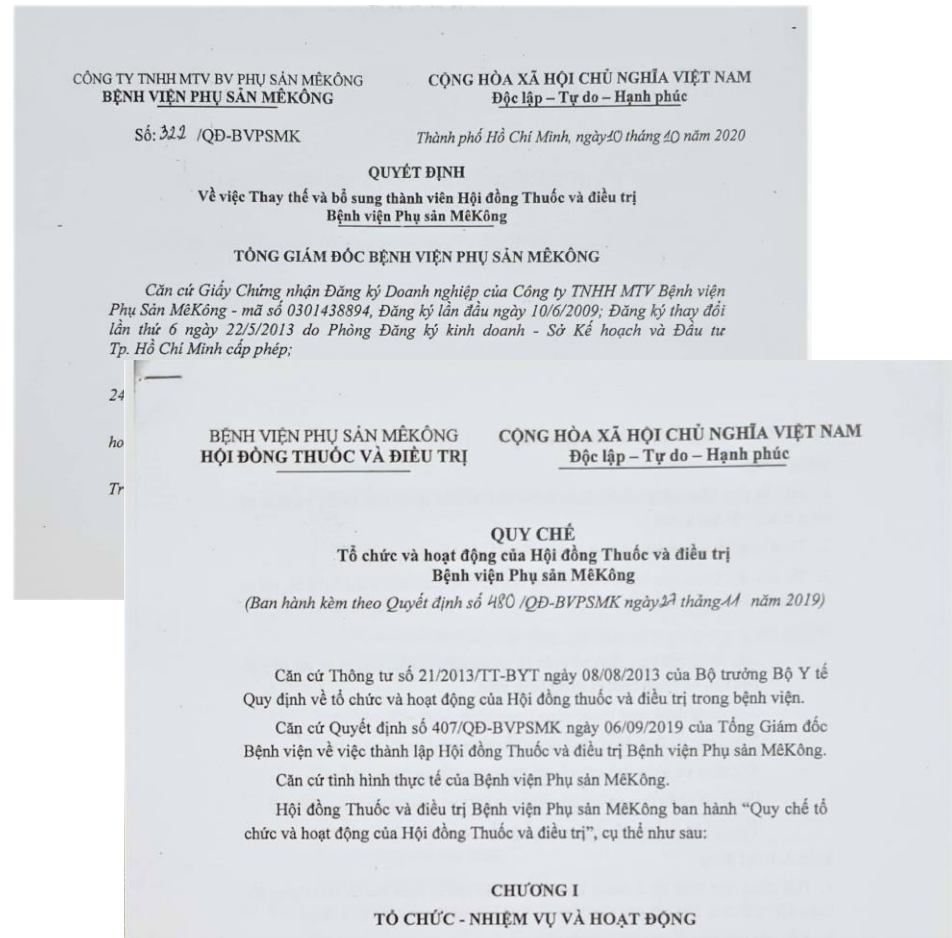 CÔNG TY TNHH MTV BV PHỤ SẢN MÊKÔNG
BỆNH VIỆN PHỤ SẢN MÊKÔNG
CỘNG HÒA XÃ HỘI CHỦ NGHĨA VIỆT NAM
Độc lập – Tự do – Hạnh phúc
Số: 322 /QĐ-BVPSMK
Thành phố Hồ Chí Minh, ngày 10 tháng 10 năm 2020
QUYẾT ĐỊNH
Về việc Thay thế và bổ sung thành viên Hội đồng Thuốc và điều trị
Bệnh viện Phụ sản MêKông
TỔNG GIÁM ĐỐC BỆNH VIỆN PHỤ SẢN MÊKÔNG
Căn cứ Giấy Chứng nhận Đăng ký Doanh nghiệp của Công ty TNHH MTV Bệnh viện
Phụ Sản MêKông - mã số 0301438894, Đăng ký lần đầu ngày 10/6/2009; Đăng ký thay đổi
lần thứ 6 ngày 22/5/2013 do Phòng Đăng ký kinh doanh - Sở Kế hoạch và Đầu tư
Tp. Hồ Chí Minh cấp phép;
24
ho
Tr
BỆNH VIỆN PHỤ SẢN MÊKÔNG
HỘI ĐỒNG THUỐC VÀ ĐIỀU TRỊ
CỘNG HÒA XÃ HỘI CHỦ NGHĨA VIỆT NAM
Độc lập – Tự do – Hạnh phúc
QUY CHẾ
Tổ chức và hoạt động của Hội đồng Thuốc và điều trị
Bệnh viện Phụ sản MêKông
(Ban hành kèm theo Quyết định số 480 /QĐ-BVPSMK ngày 27 tháng 11 năm 2019)
Căn cứ Thông tư số 21/2013/TT-BYT ngày 08/08/2013 của Bộ trưởng Bộ Y tế
Quy định về tổ chức và hoạt động của Hội đồng thuốc và điều trị trong bệnh viện.
Căn cứ Quyết định số 407/QĐ-BVPSMK ngày 06/09/2019 của Tổng Giám đốc
Bệnh viện về việc thành lập Hội đồng Thuốc và điều trị Bệnh viện Phụ sản MêKông.
Căn cứ tình hình thực tế của Bệnh viện Phụ sản MêKông.
Hội đồng Thuốc và điều trị Bệnh viện Phụ sản MêKông ban hành “Quy chế tổ
chức và hoạt động của Hội đồng Thuốc và điều trị”, cụ thể như sau:
CHƯƠNG I
TỔ CHỨC - NHIỆM VỤ VÀ HOẠT ĐỘNG